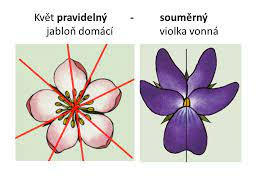 Květ pravidelný - souměrný
jabloň domácí violka vonná